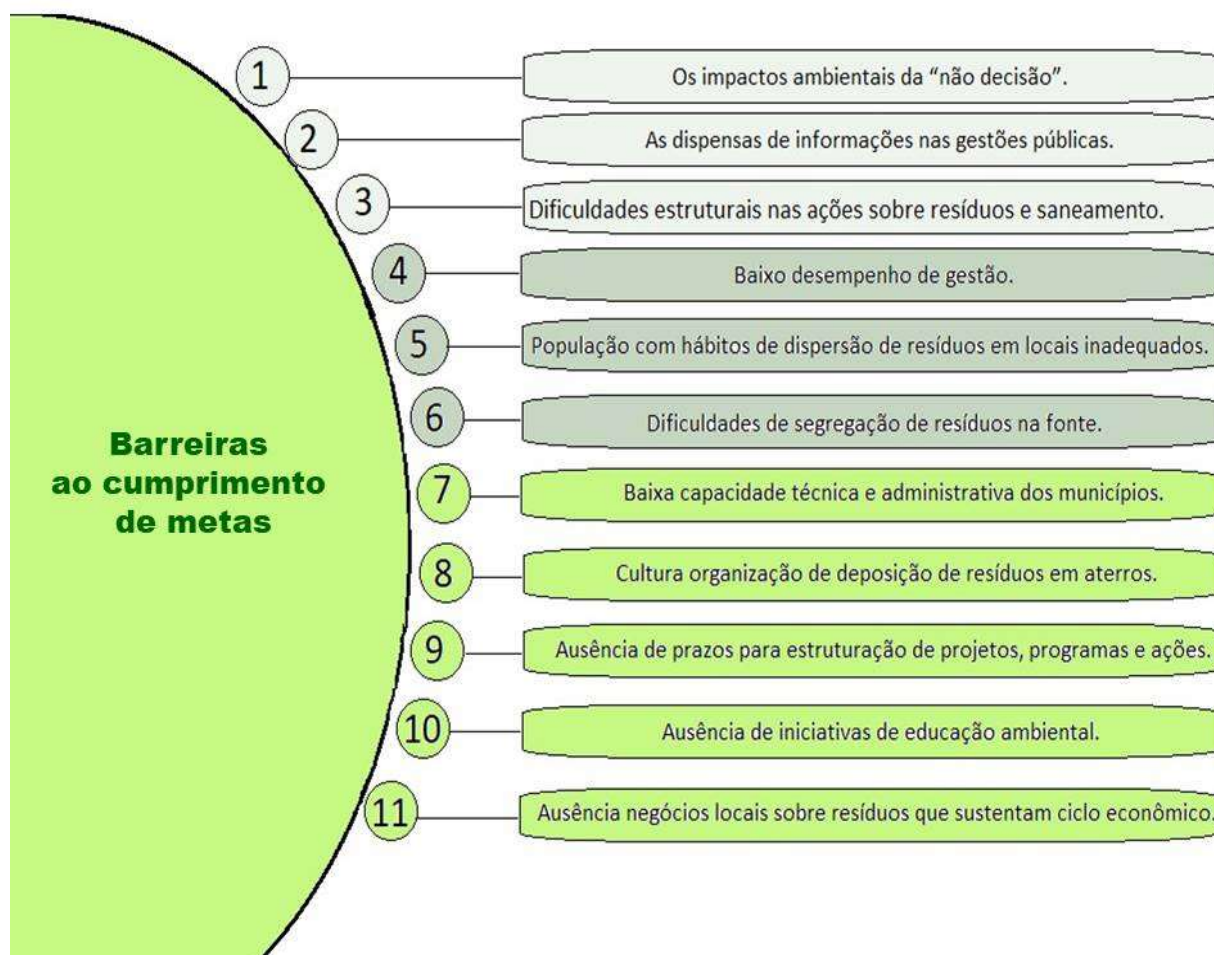 Barreiras
ao cumprimento
de metas
1
Os impactos ambientais da “não decisão”.
2
As dispensas de informações nas gestões públicas.
3
Dificuldades estruturais nas ações sobre resíduos e saneamento.
4
Baixo desempenho de gestão.
5
População com hábitos de dispersão de resíduos em locais inadequados.
6
Dificuldades de segregação de resíduos na fonte.
7
Baixa capacidade técnica e administrativa dos municípios.
8
Cultura organização de deposição de resíduos em aterros.
9
Ausência de prazos para estruturação de projetos, programas e ações.
10
Ausência de iniciativas de educação ambiental.
11
Ausência negócios locais sobre resíduos que sustentam ciclo econômico.